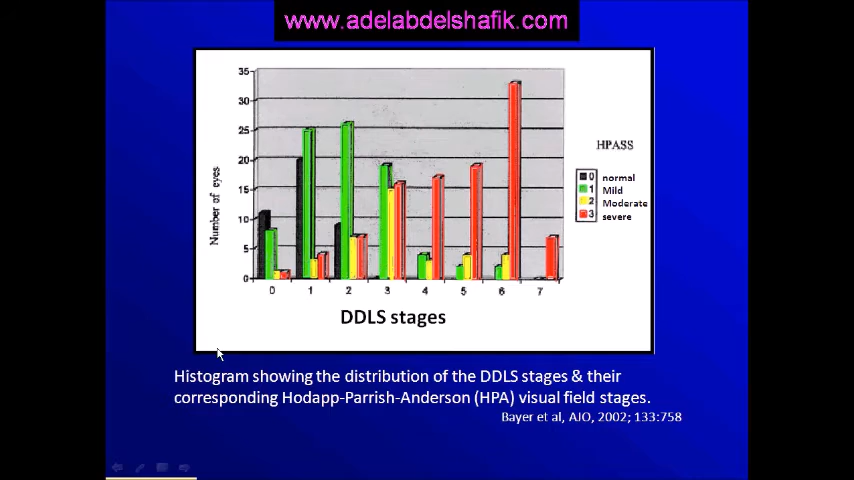 www.adelabdelshafik.com
35
30
25
20
15
10
5
0
Number of eyes
0 1 2 3 4 5 6 7
DDLS stages
HPASS
0 normal
1 Mild
2 Moderate
3 severe
Histogram showing the distribution of the DDLS stages & their
corresponding Hodapp-Parrish-Anderson (HPA) visual field stages.
Bayer et al, AJO, 2002; 133:758